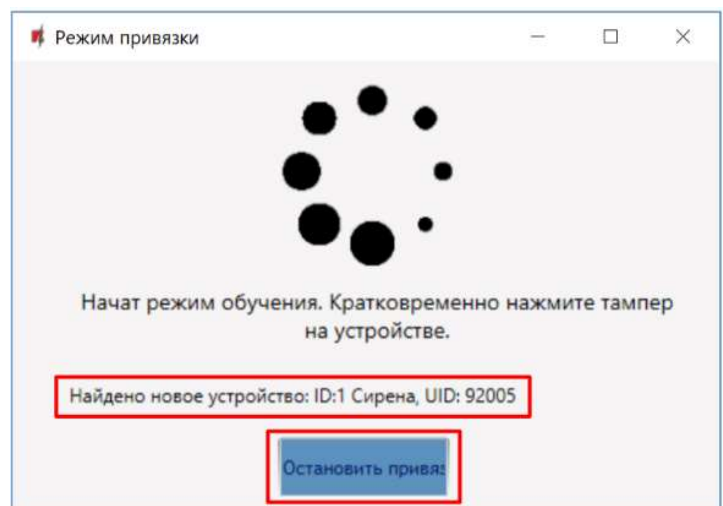 Режим привязки
Начат режим обучения. Кратковременно нажмите тампер
на устройстве.
Найдено новое устройство: ID:1 Сирена, UID: 92005
Остановить привяз